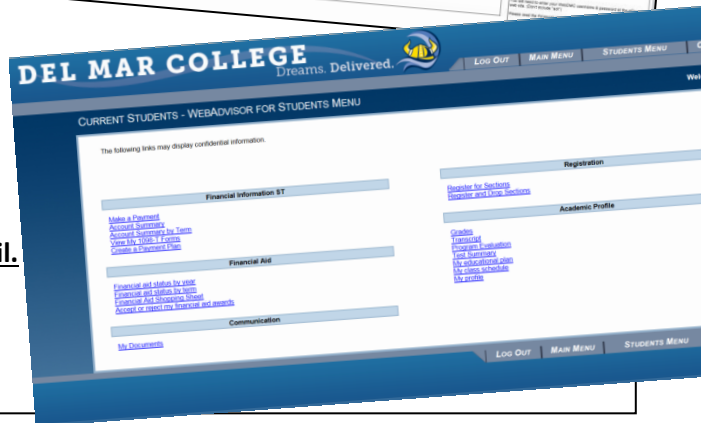 DEL MAR COLLEGE
Dreams. Delivered.
LOG OUT MAIN MENU STUDENTS MENU
CURRENT STUDENTS - WEBADVISOR FOR STUDENTS MENU
The following links may display confidential information.
Financial Information ST
Make a Payment
Account Summary
Account Summary by Term
View My 1098-T Forms
Create a Payment Plan
Financial Aid
Financial aid status by year
Financial aid status by term
Financial Aid Shopping Sheet
Accept or reject my financial aid awards
Communication
My Documents
Registration
Register for Sections
Register and Drop Sections
Academic Profile
Grades
Transcript
Program Evaluation
Test Summary
My educational plan
My class schedule
My profile
LOG OUT MAIN MENU STUDENTS MENU